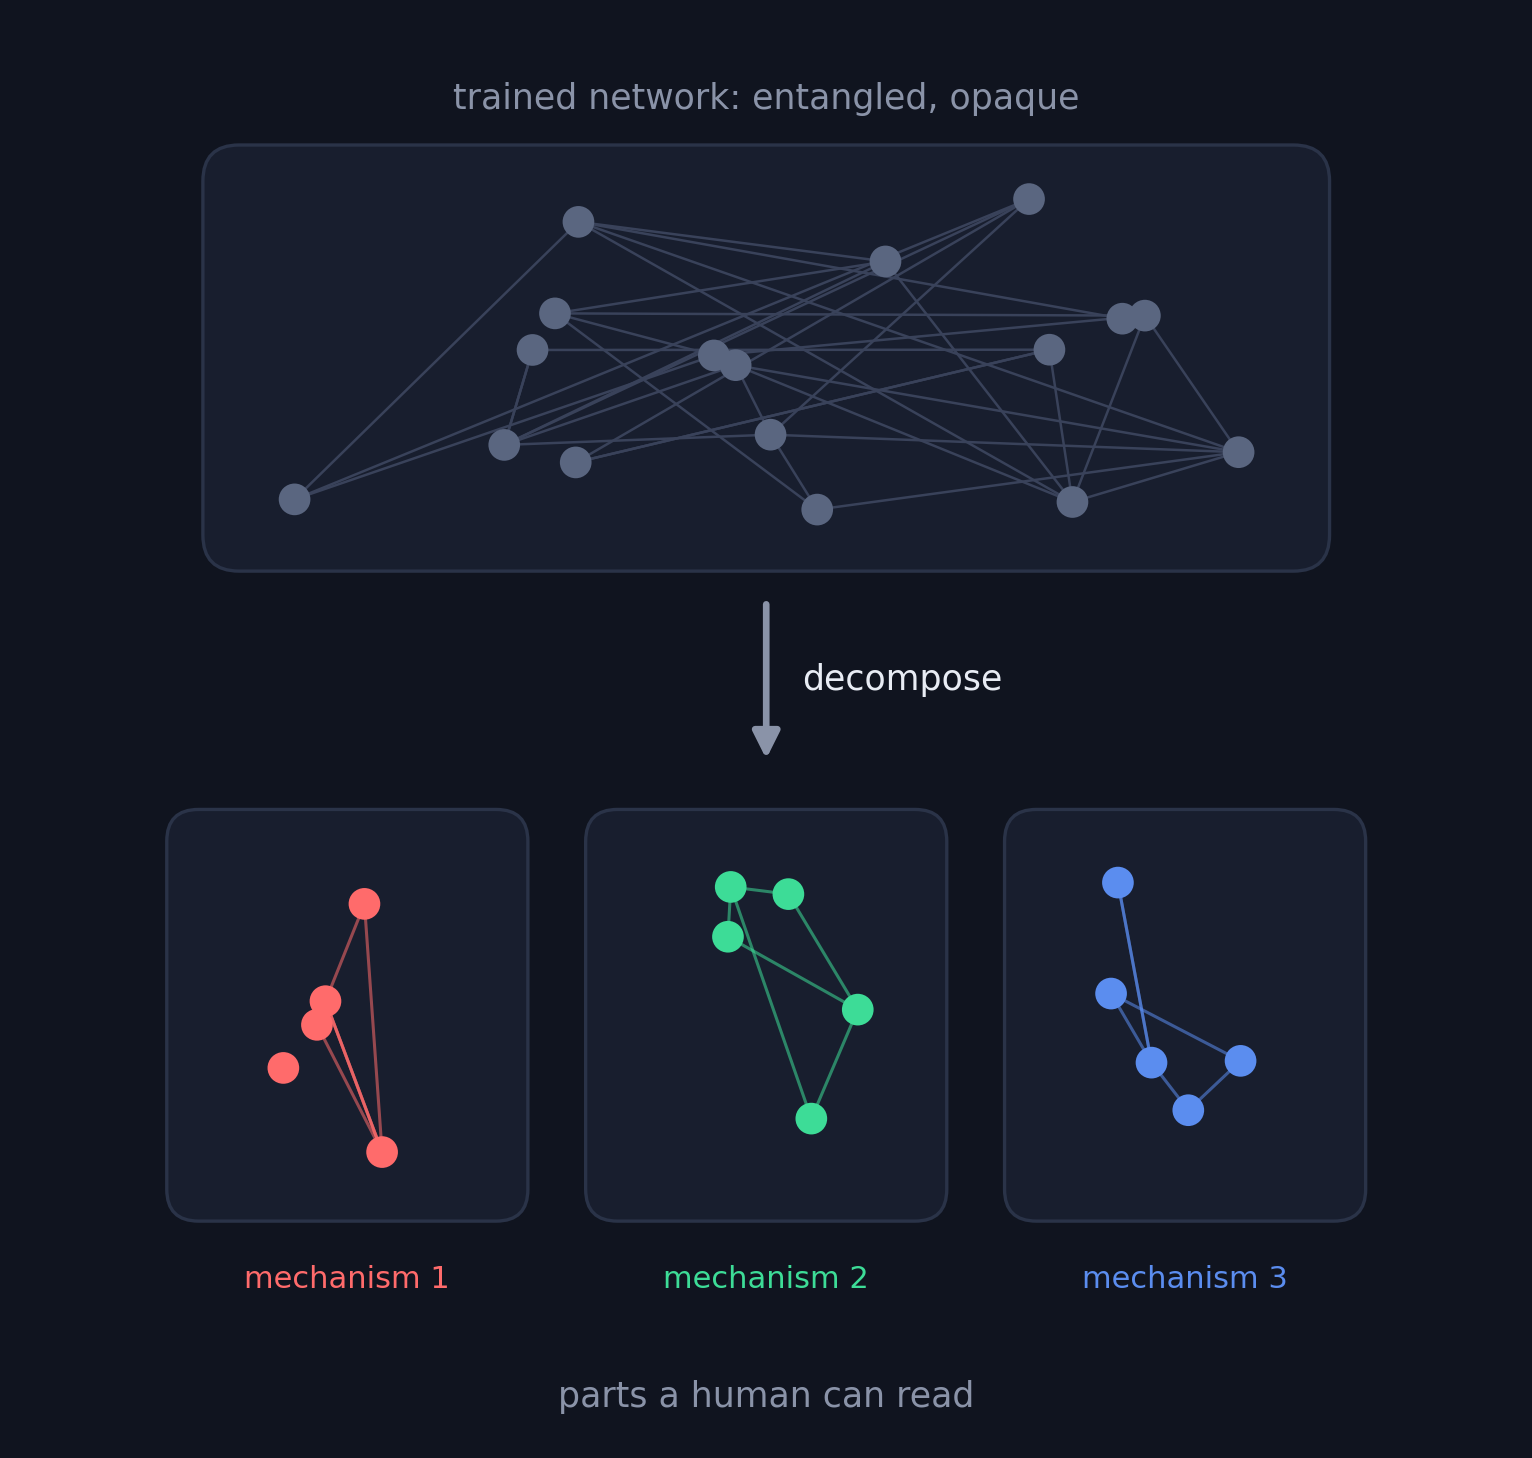 trained network: entangled, opaque
decompose
mechanism 1
mechanism 2
mechanism 3
parts a human can read